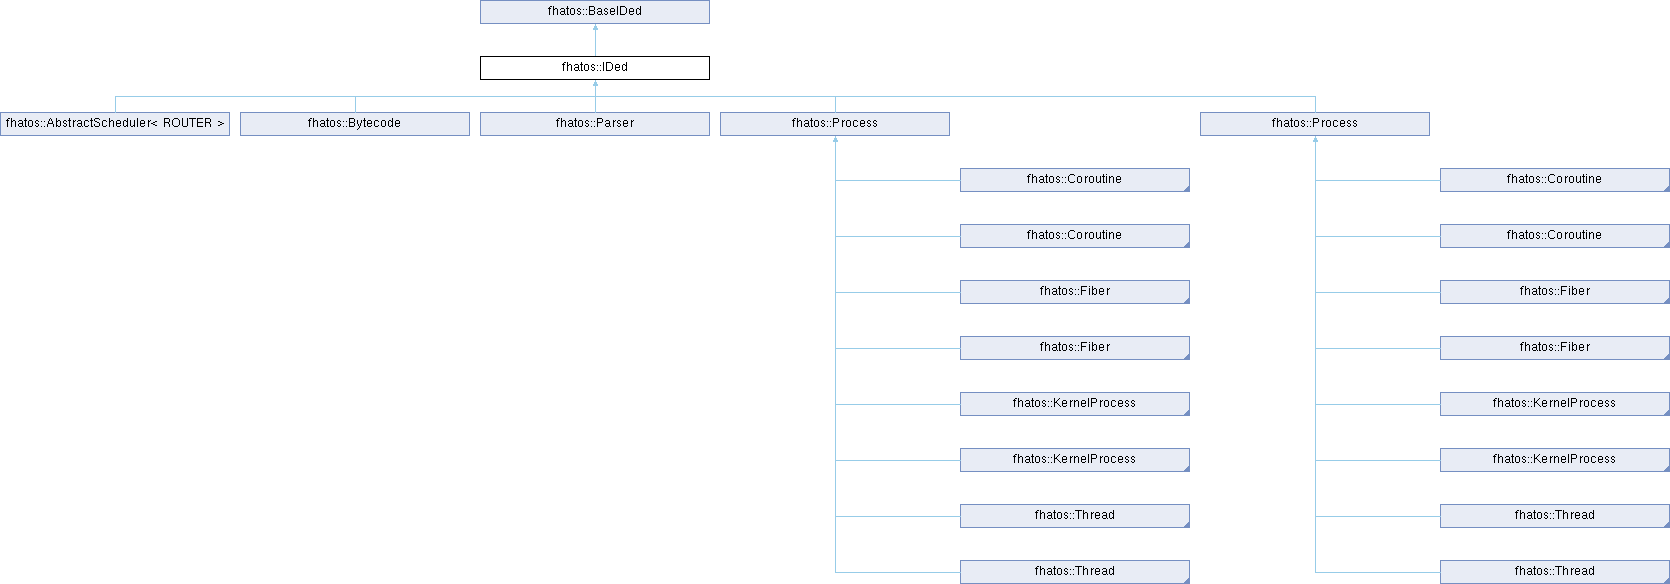 fhatos::BaseIDed
fhatos::IDed
fhatos::AbstractScheduler< ROUTER >
fhatos::Bytecode
fhatos::Parser
fhatos::Process
fhatos::Process
fhatos::Coroutine
fhatos::Coroutine
fhatos::Coroutine
fhatos::Coroutine
fhatos::Fiber
fhatos::Fiber
fhatos::Fiber
fhatos::Fiber
fhatos::KernelProcess
fhatos::KernelProcess
fhatos::KernelProcess
fhatos::KernelProcess
fhatos::Thread
fhatos::Thread
fhatos::Thread
fhatos::Thread